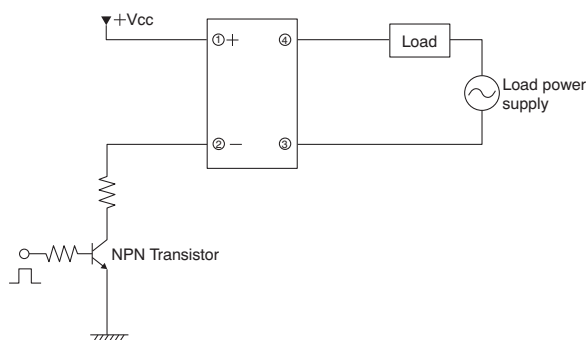 +Vcc
① +
④
Load
Load power
supply
② −
③
NPN Transistor